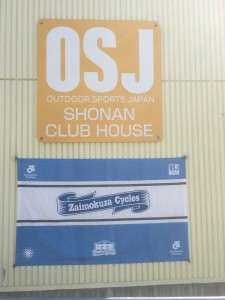 OSJ
OUTDOOR SPORTS JAPAN
SHONAN
CLUB HOUSE
Zaimokuza Cycles